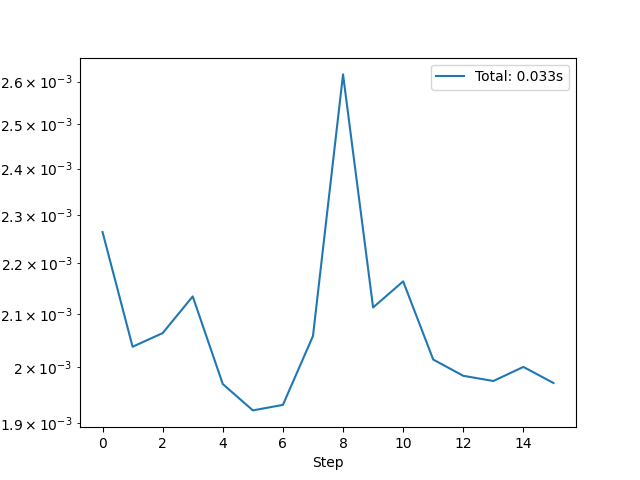 Total: 0.033s
2.6 × 10⁻³
2.5 × 10⁻³
2.4 × 10⁻³
2.3 × 10⁻³
2.2 × 10⁻³
2.1 × 10⁻³
2 × 10⁻³
1.9 × 10⁻³
0 2 4 6 8 10 12 14
Step